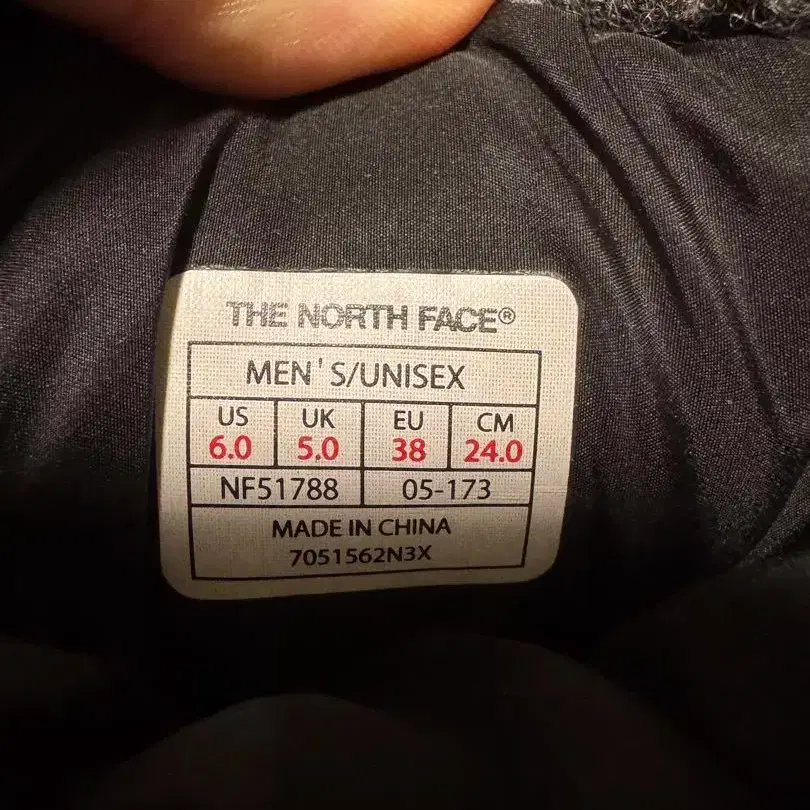 THE NORTH FACE®
MEN'S/UNISEX
US UK EU CM
6.0 5.0 38 24.0
NF51788 05-173
MADE IN CHINA
7051562N3X